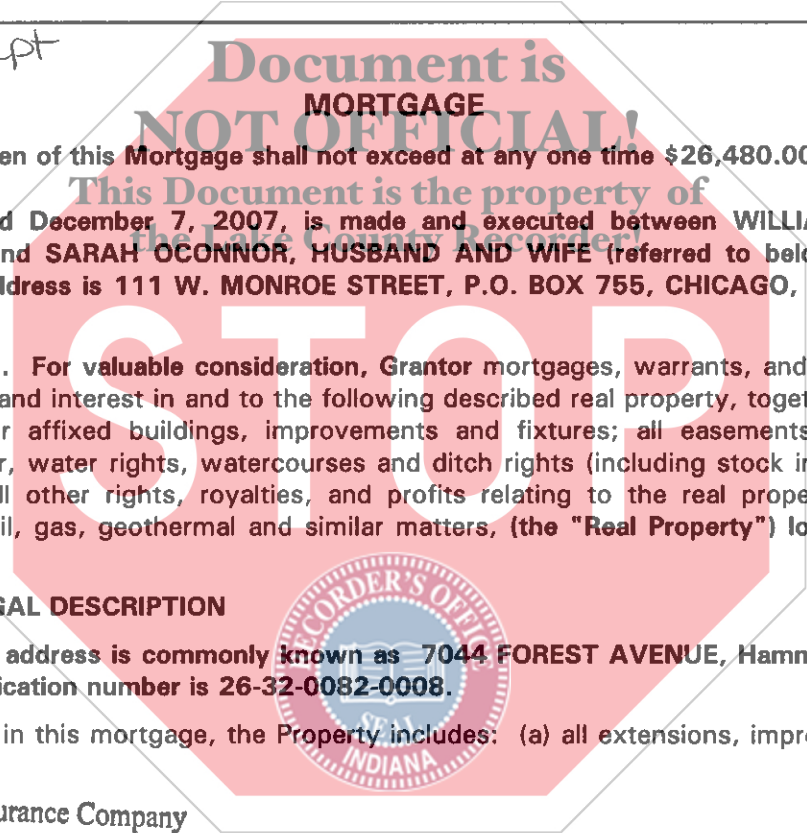 pt
Document is
MORTGAGE
NOT OFFICIAL!
en of this Mortgage shall not exceed at any one time $26,480.00
This Document is the property of
d December 7, 2007, is made and executed between WILLIA
the Lake County Recorder!
nd SARAH OCONNOR, HUSBAND AND WIFE (referred to belo
ddress is 111 W. MONROE STREET, P.O. BOX 755, CHICAGO,
STOP
. For valuable consideration, Grantor mortgages, warrants, and
and interest in and to the following described real property, toget
r affixed buildings, improvements and fixtures; all easements
r, water rights, watercourses and ditch rights (including stock in
ll other rights, royalties, and profits relating to the real prope
il, gas, geothermal and similar matters, (the "Real Property") lo
GAL DESCRIPTION
RECORDER'S OFFICE
address is commonly known as 7044 FOREST AVENUE, Hamm
ication number is 26-32-0082-0008.
SEAL
in this mortgage, the Property includes: (a) all extensions, impro
INDIANA
urance Company